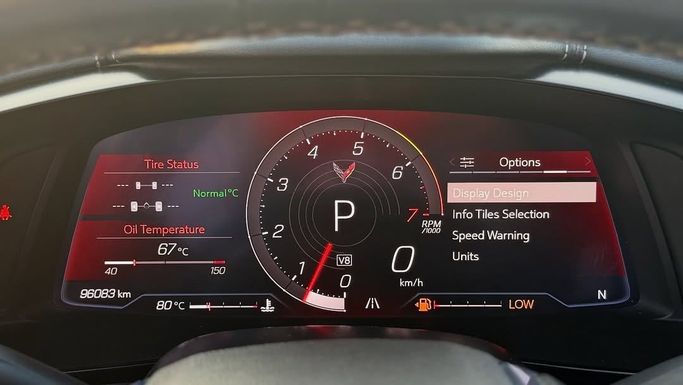 Tire Status
--- ---
Normal°C
--- ---
Oil Temperature
67°C
40 150
96083 km
80°C
0 1 2 3 4 5 6 7
RPM
/1000
P
V8
0
km/h
Options
Display Design
Info Tiles Selection
Speed Warning
Units
LOW
N